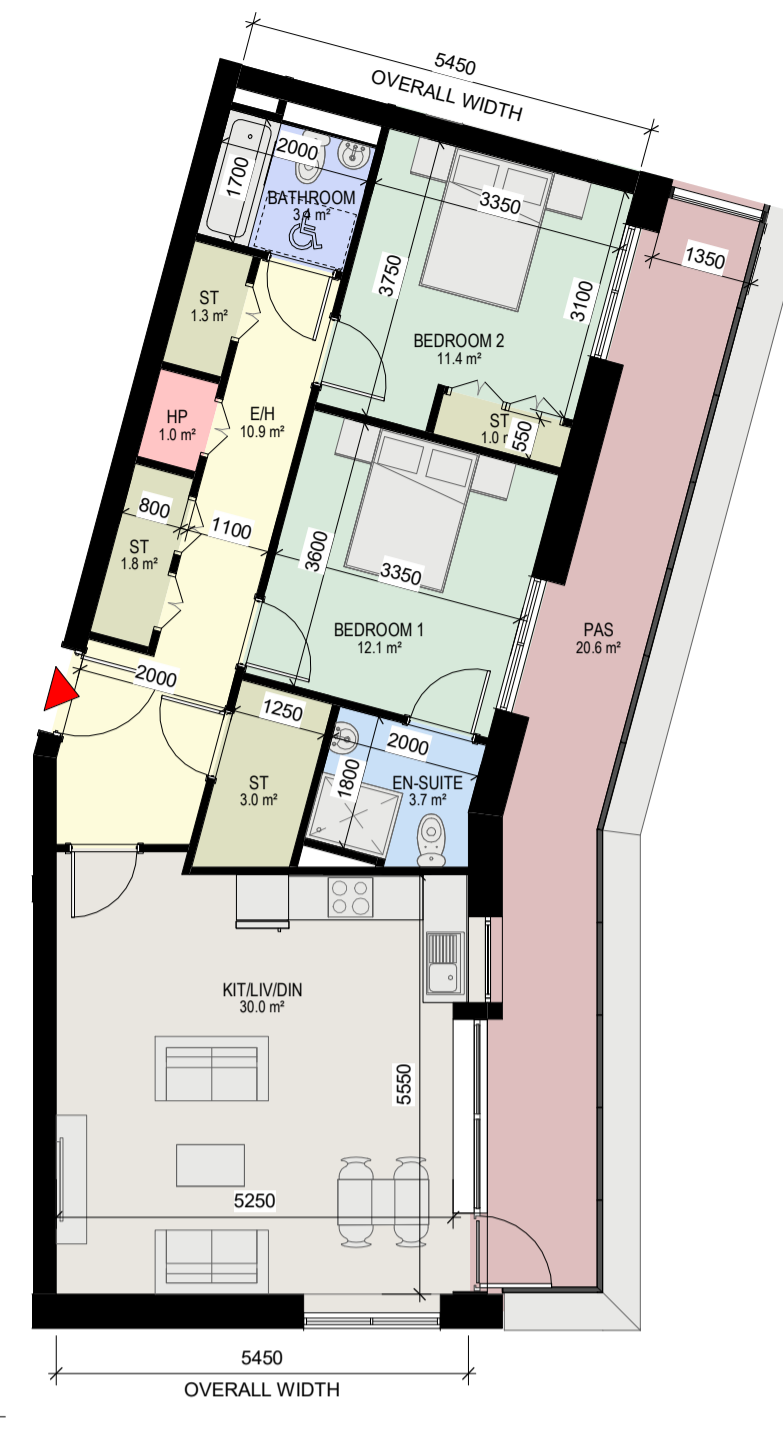 5450
OVERALL WIDTH
2000
1700
BATHROOM
3350
1350
3750
3100
ST
1.3 m²
BEDROOM 2
11.4 m²
HP
1.0 m²
E/H
10.9 m²
ST
550
800
1100
ST
1.8 m²
3600
3350
BEDROOM 1
12.1 m²
PAS
20.6 m²
2000
1250
2000
1800
EN-SUITE
3.7 m²
ST
3.0 m²
KIT/LIV/DIN
30.0 m²
5550
5250
5450
OVERALL WIDTH